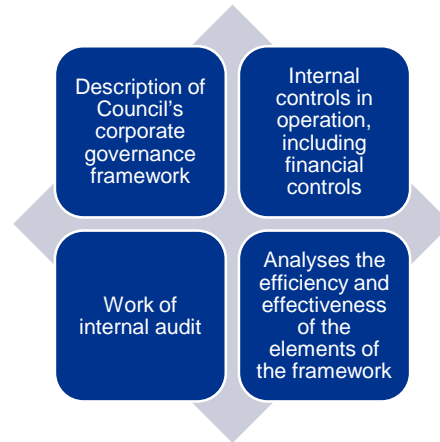 Description of
Council's
corporate
governance
framework
Internal
controls in
operation,
including
financial
controls
Work of
internal audit
Analyses the
efficiency and
effectiveness
of the
elements of
the framework